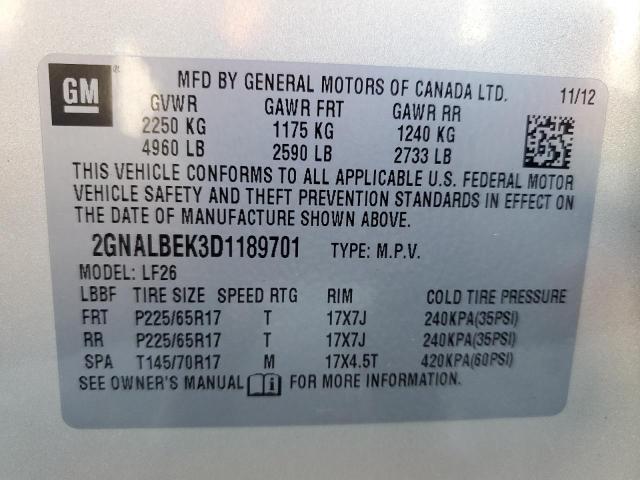 GM
MFD BY GENERAL MOTORS OF CANADA LTD.
11/12
GVWR GAWR FRT GAWR RR
2250 KG 1175 KG 1240 KG
4960 LB 2590 LB 2733 LB
THIS VEHICLE CONFORMS TO ALL APPLICABLE U.S. FEDERAL MOTOR
VEHICLE SAFETY AND THEFT PREVENTION STANDARDS IN EFFECT ON
THE DATE OF MANUFACTURE SHOWN ABOVE.
2GNALBEK3D1189701 TYPE: M.P.V.
MODEL: LF26
LBBF TIRE SIZE SPEED RTG RIM COLD TIRE PRESSURE
FRT P225/65R17 T 17X7J 240KPA(35PSI)
RR P225/65R17 T 17X7J 240KPA(35PSI)
SPA T145/70R17 M 17X4.5T 420KPA(60PSI)
SEE OWNER'S MANUAL FOR MORE INFORMATION.